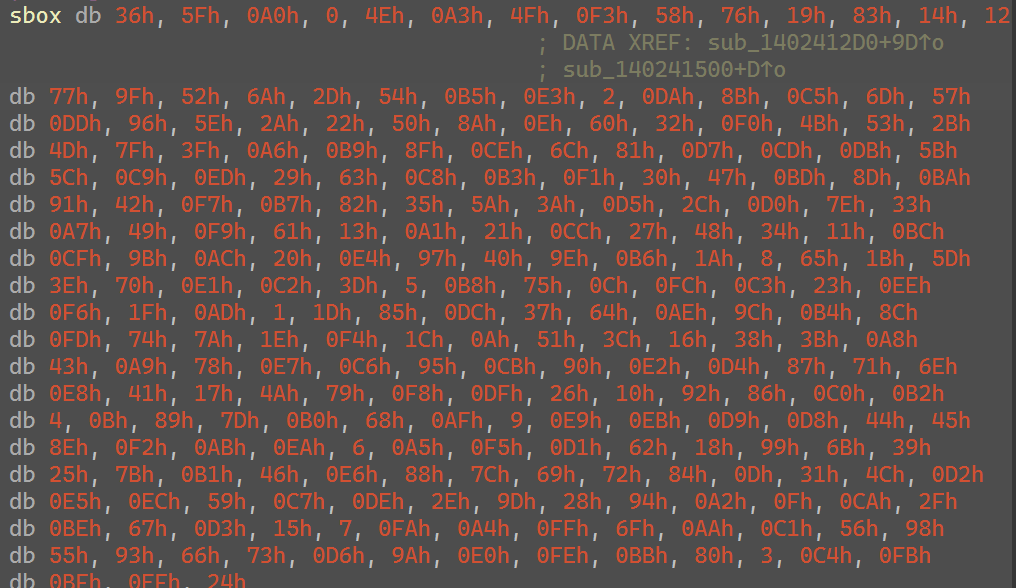 sbox db 36h, 5Fh, 0A0h, 0, 4Eh, 0A3h, 4Fh, 0F3h, 58h, 76h, 19h, 83h, 14h, 12
; DATA XREF: sub_1402412D0+9D↑o
; sub_140241500+D↑o
db 77h, 9Fh, 52h, 6Ah, 2Dh, 54h, 0B5h, 0E3h, 2, 0DAh, 8Bh, 0C5h, 6Dh, 57h
db 0DDh, 96h, 5Eh, 2Ah, 22h, 50h, 8Ah, 0Eh, 60h, 32h, 0F0h, 4Bh, 53h, 2Bh
db 4Dh, 7Fh, 3Fh, 0A6h, 0B9h, 8Fh, 0CEh, 6Ch, 81h, 0D7h, 0CDh, 0DBh, 5Bh
db 5Ch, 0C9h, 0EDh, 29h, 63h, 0C8h, 0B3h, 0F1h, 30h, 47h, 0BDh, 8Dh, 0BAh
db 91h, 42h, 0F7h, 0B7h, 82h, 35h, 5Ah, 3Ah, 0D5h, 2Ch, 0D0h, 7Eh, 33h
db 0A7h, 49h, 0F9h, 61h, 13h, 0A1h, 21h, 0CCh, 27h, 48h, 34h, 11h, 0BCh
db 0CFh, 9Bh, 0ACh, 20h, 0E4h, 97h, 40h, 9Eh, 0B6h, 1Ah, 8, 65h, 1Bh, 5Dh
db 3Eh, 70h, 0E1h, 0C2h, 3Dh, 5, 0B8h, 75h, 0Ch, 0FCh, 0C3h, 23h, 0EEh
db 0F6h, 1Fh, 0ADh, 1, 1Dh, 85h, 0DCh, 37h, 64h, 0AEh, 9Ch, 0B4h, 8Ch
db 0FDh, 74h, 7Ah, 1Eh, 0F4h, 1Ch, 0Ah, 51h, 3Ch, 16h, 38h, 3Bh, 0A8h
db 43h, 0A9h, 78h, 0E7h, 0C6h, 95h, 0CBh, 90h, 0E2h, 0D4h, 87h, 71h, 6Eh
db 0E8h, 41h, 17h, 4Ah, 79h, 0F8h, 0DFh, 26h, 10h, 92h, 86h, 0C0h, 0B2h
db 4, 0Bh, 89h, 7Dh, 0B0h, 68h, 0AFh, 9, 0E9h, 0EBh, 0D9h, 0D8h, 44h, 45h
db 8Eh, 0F2h, 0ABh, 0EAh, 6, 0A5h, 0F5h, 0D1h, 62h, 18h, 99h, 6Bh, 39h
db 25h, 7Bh, 0B1h, 46h, 0E6h, 88h, 7Ch, 69h, 72h, 84h, 0Dh, 31h, 4Ch, 0D2h
db 0E5h, 0ECh, 59h, 0C7h, 0DEh, 2Eh, 9Dh, 28h, 94h, 0A2h, 0Fh, 0CAh, 2Fh
db 0BEh, 67h, 0D3h, 15h, 7, 0FAh, 0A4h, 0FFh, 6Fh, 0AAh, 0C1h, 56h, 98h
db 55h, 93h, 66h, 73h, 0D6h, 9Ah, 0E0h, 0FEh, 0BBh, 80h, 3, 0C4h, 0FBh
db 0BFh, 0EFh, 24h